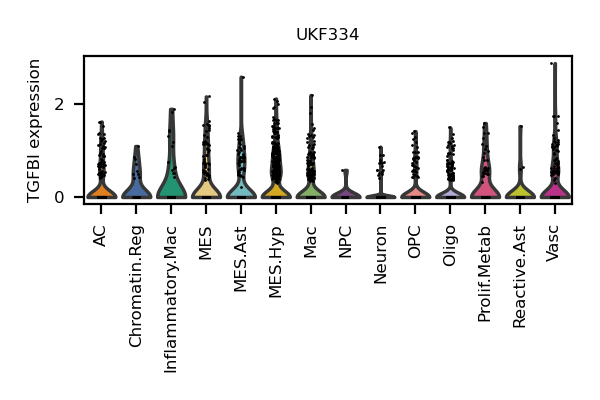 UKF334
TGFBI expression
2
0
AC
Chromatin.Reg
Inflammatory.Mac
MES
MES.Ast
MES.Hyp
Mac
NPC
Neuron
OPC
Oligo
Prolif.Metab
Reactive.Ast
Vasc